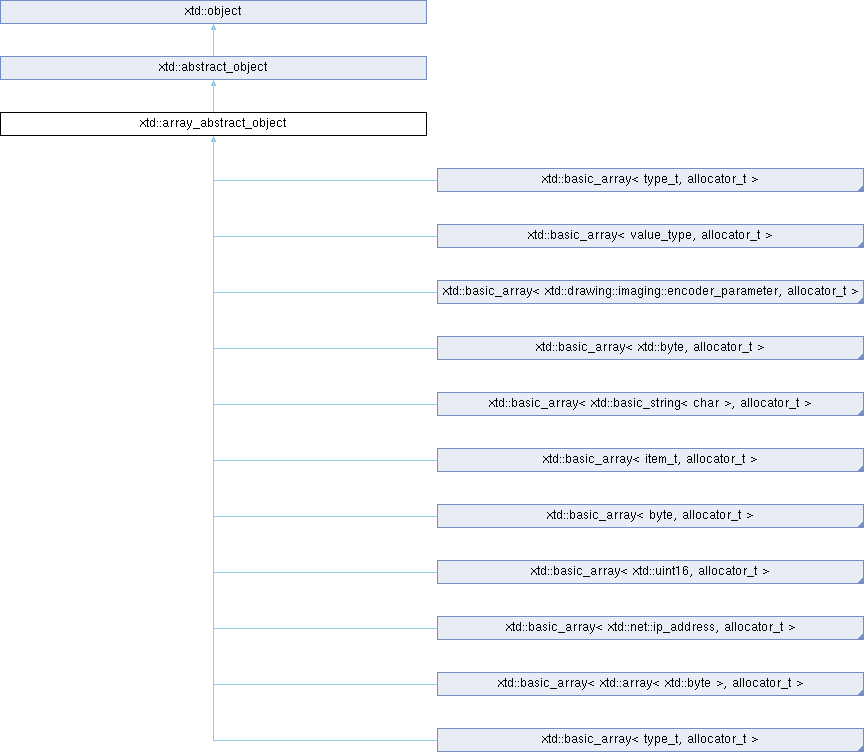 xtd::object
xtd::abstract_object
xtd::array_abstract_object
xtd::basic_array< type_t, allocator_t >
xtd::basic_array< value_type, allocator_t >
xtd::basic_array< xtd::drawing::imaging::encoder_parameter, allocator_t >
xtd::basic_array< xtd::byte, allocator_t >
xtd::basic_array< xtd::basic_string< char >, allocator_t >
xtd::basic_array< item_t, allocator_t >
xtd::basic_array< byte, allocator_t >
xtd::basic_array< xtd::uint16, allocator_t >
xtd::basic_array< xtd::net::ip_address, allocator_t >
xtd::basic_array< xtd::array< xtd::byte >, allocator_t >
xtd::basic_array< type_t, allocator_t >